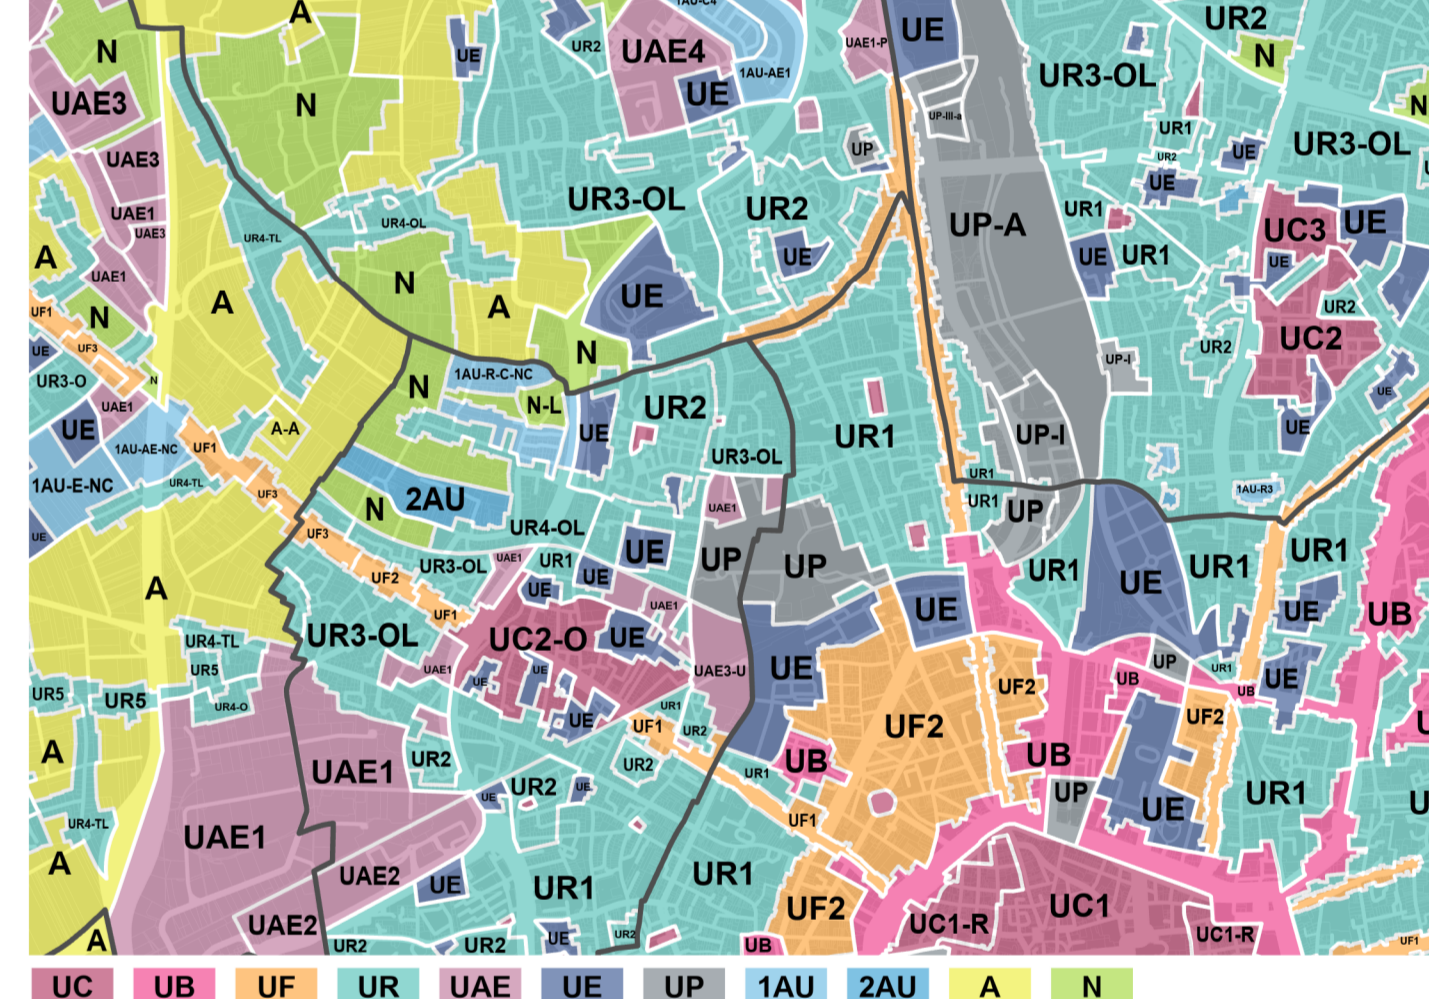 1AU-C4
A
UR2
UE
N
UE
UR2
UAE4
UAE1-P
UR3-OL
N
1AU-AE1
UAE3
N
UE
N
UP-III-a
UR1
UR3-OL
UAE3
UP
UR2
UE
UE
UR3-OL
UR2
UR1
UAE1
UR4-OL
UP-A
UC3
UE
UAE3
UR4-TL
A
UE
UE
UR1
UE
UAE1
N
UE
A
A
UR2
UF1
N
UC2
UF3
N
UR2
UE
UP-I
UR3-O
N
1AU-R-C-NC
N
UE
UAE1
N-L
UR2
UE
A-A
UE
UR1
UP-I
UE
1AU-AE-NC
UF1
UR3-OL
UR1
1AU-E-NC
UR4-TL
UF3
2AU
1AU-R3
UR1
N
UAE1
UP
UE
UF3
UR4-OL
UE
UR1
UR1
UR1
UP
UP
UR3-OL
UAE1
UR1
UR1
UE
A
UF2
UE
UE
UAE1
UE
UE
UB
UF1
UR4-TL
UR3-OL
UC2-O
UE
UR5
UAE1
UE
UAE3-U
UE
UP
UR1
UR5
UR5
UE
UB
UB
UE
UF2
UR4-O
UR1
UE
UF1
UR2
UF2
UF2
A
UR2
UR2
UR1
UB
UB
UAE1
UE
UR2
UE
UP
UR1
UR4-TL
UF1
UE
UAE1
A
UAE2
UE
UR1
UR1
UF2
UC1
UAE2
UC1-R
UC1-R
A
UR2
UR2
UE
UR2
UB
UF1
UC UB UF UR UAE UE UP 1AU 2AU A N